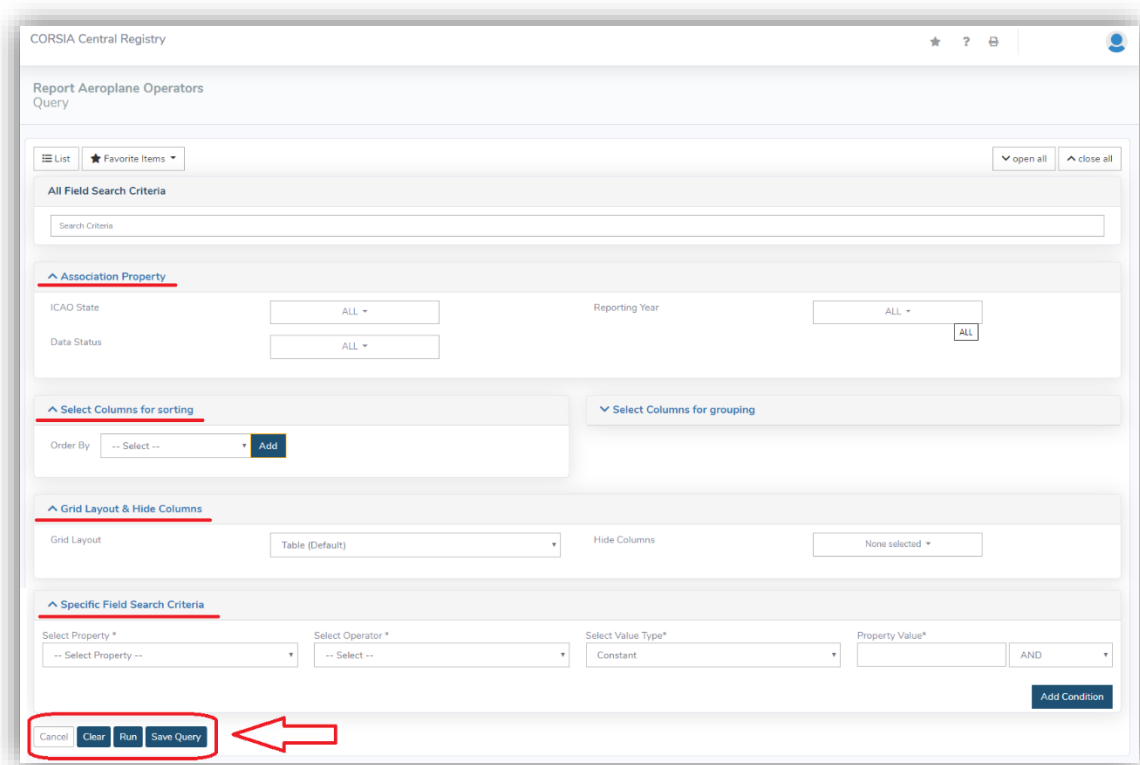 CORSIA Central Registry
?
Report Aeroplane Operators
Query
List
Favorite Items
open all
close all
All Field Search Criteria
Search Criteria
Association Property
ICAO State
ALL
Reporting Year
ALL
ALL
Data Status
ALL
Select Columns for sorting
Select Columns for grouping
Order By
-- Select --
Add
Grid Layout & Hide Columns
Grid Layout
Table (Default)
Hide Columns
None selected
Specific Field Search Criteria
Select Property *
Select Operator *
Select Value Type*
Property Value*
-- Select Property --
-- Select --
Constant
AND
Add Condition
Cancel
Clear
Run
Save Query